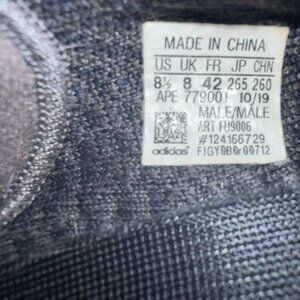 MADE IN CHINA
US UK FR JP CHN
8½ 8 42 265 260
APE 779001 10/19
MALE/MALE
ART FU9006
#124166729
adidas F1GY0B0r00712